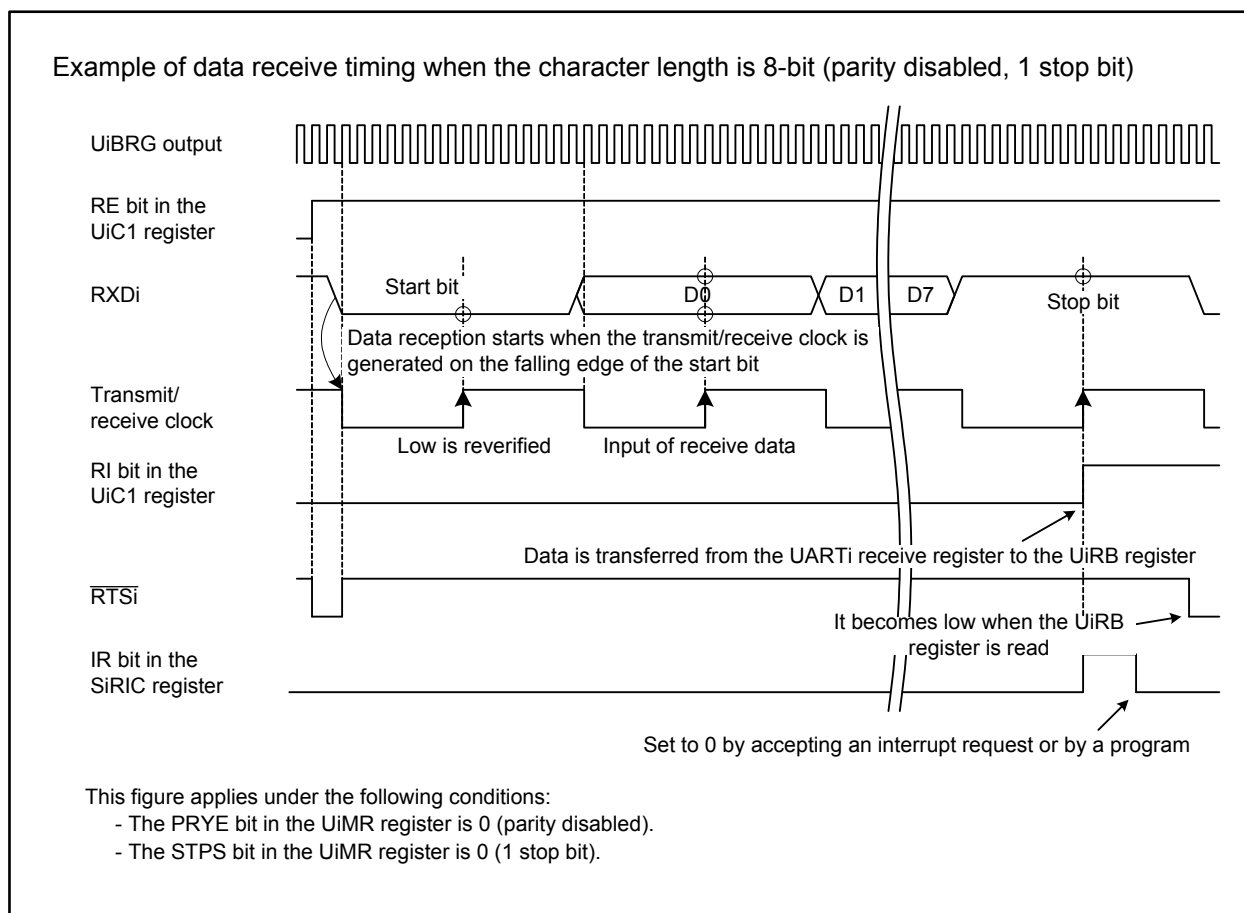 Example of data receive timing when the character length is 8-bit (parity disabled, 1 stop bit)
UiBRG output
RE bit in the
UiC1 register
RXDi
Start bit
D0
D1
D7
Stop bit
Data reception starts when the transmit/receive clock is
generated on the falling edge of the start bit
Transmit/
receive clock
Low is reverified
Input of receive data
RI bit in the
UiC1 register
Data is transferred from the UARTi receive register to the UiRB register
RTSi
It becomes low when the UiRB
register is read
IR bit in the
SiRIC register
Set to 0 by accepting an interrupt request or by a program
This figure applies under the following conditions:
- The PRYE bit in the UiMR register is 0 (parity disabled).
- The STPS bit in the UiMR register is 0 (1 stop bit).